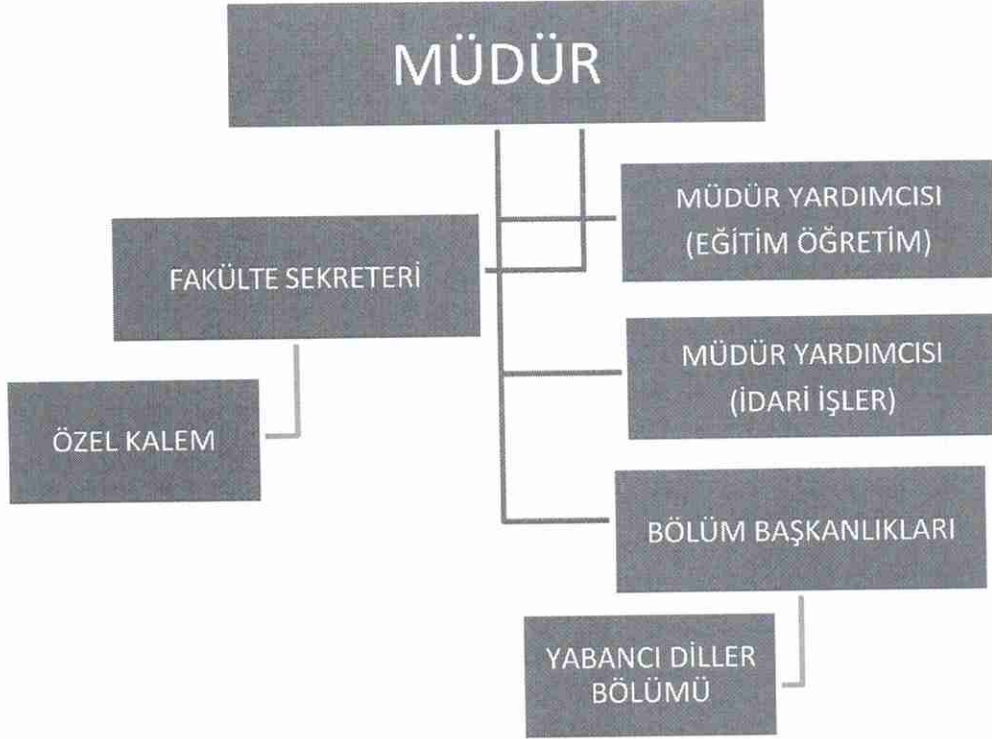 MÜDÜR
MÜDÜR YARDIMCISI
(EĞİTİM ÖĞRETİM)
FAKÜLTE SEKRETERİ
MÜDÜR YARDIMCISI
(İDARİ İŞLER)
ÖZEL KALEM
BÖLÜM BAŞKANLIKLARI
YABANCI DİLLER
BÖLÜMÜ